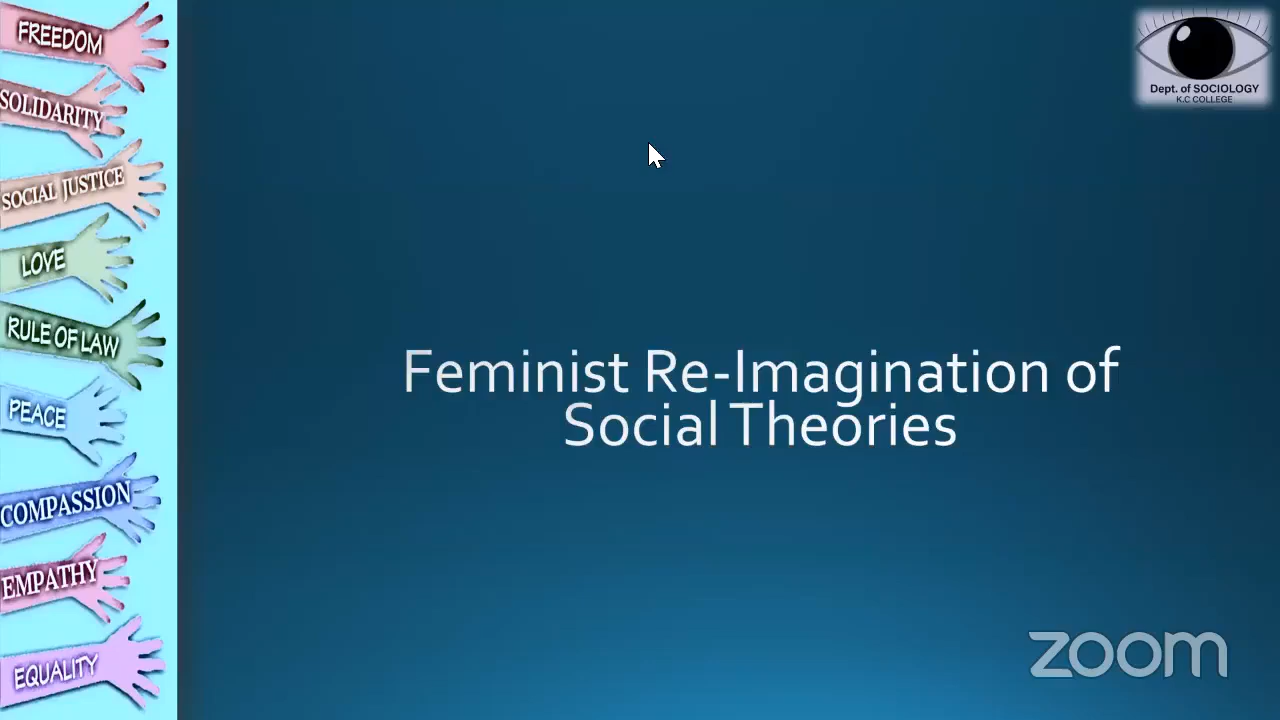 FREEDOM
SOLIDARITY
SOCIAL JUSTICE
LOVE
RULE OF LAW
PEACE
COMPASSION
EMPATHY
EQUALITY
Dept. of SOCIOLOGY
K.C COLLEGE
Feminist Re-Imagination of
Social Theories
zoom